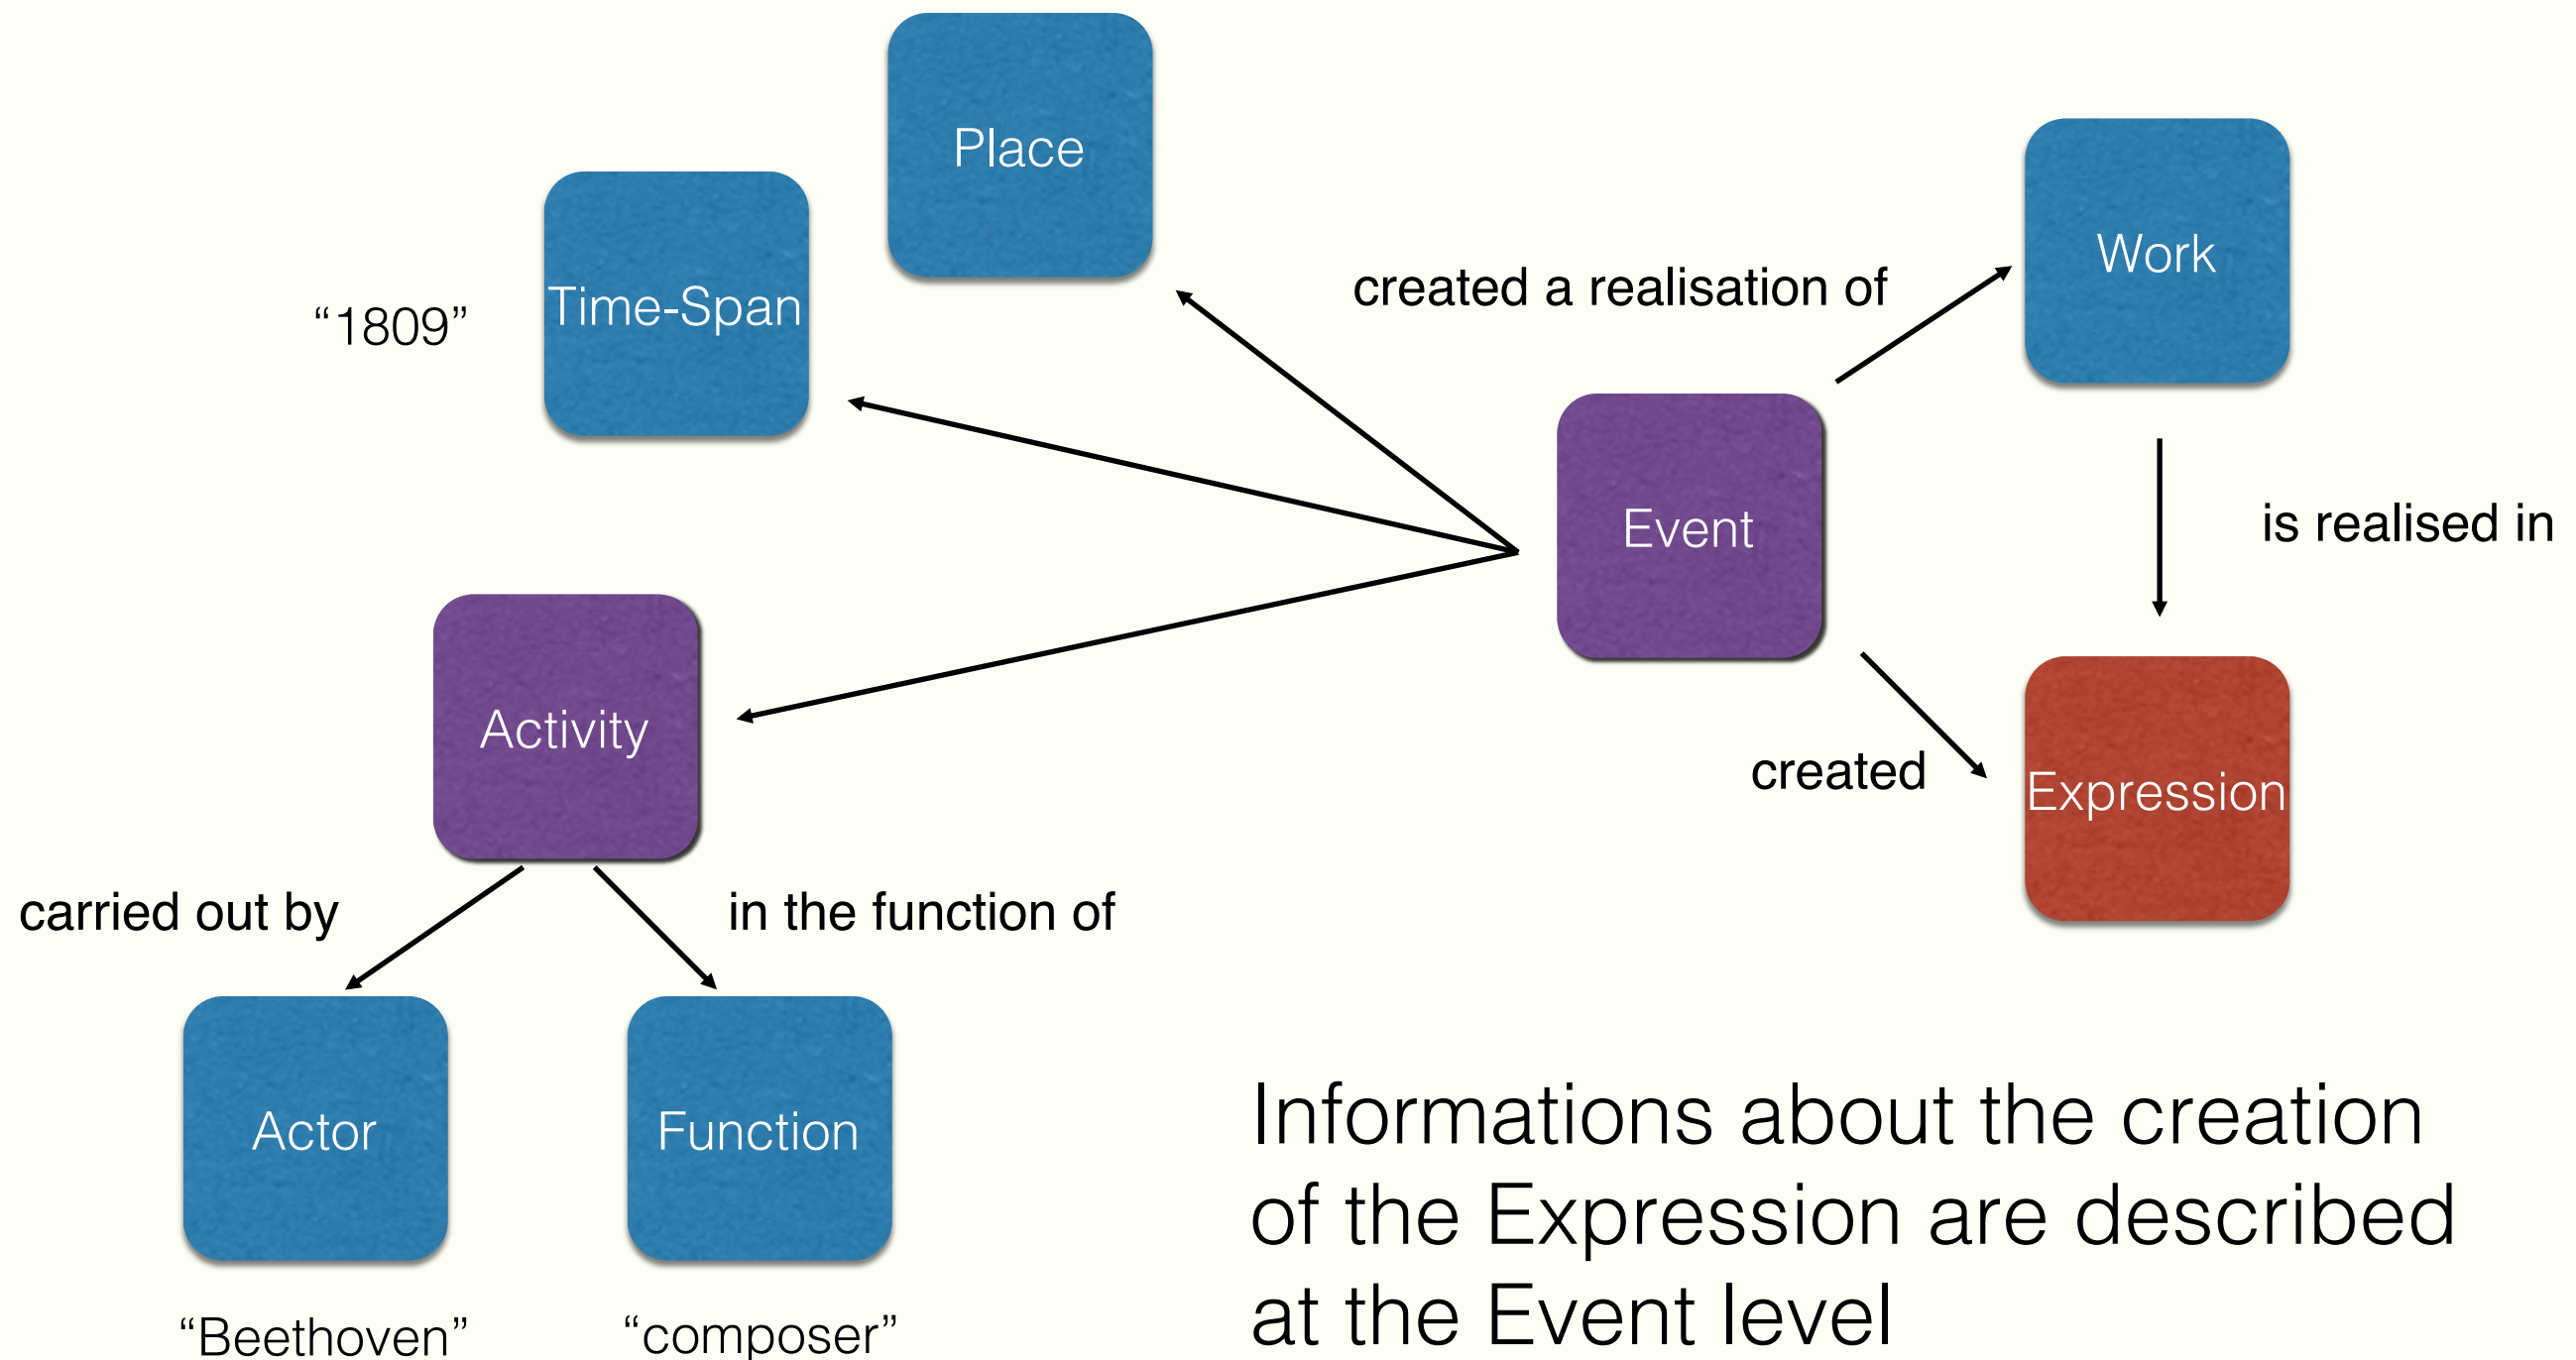 Place
Work
created a realisation of
Time-Span
“1809”
Event
is realised in
Activity
created
Expression
carried out by
in the function of
Actor
Function
Informations about the creation
of the Expression are described
at the Event level
“Beethoven”
“composer”